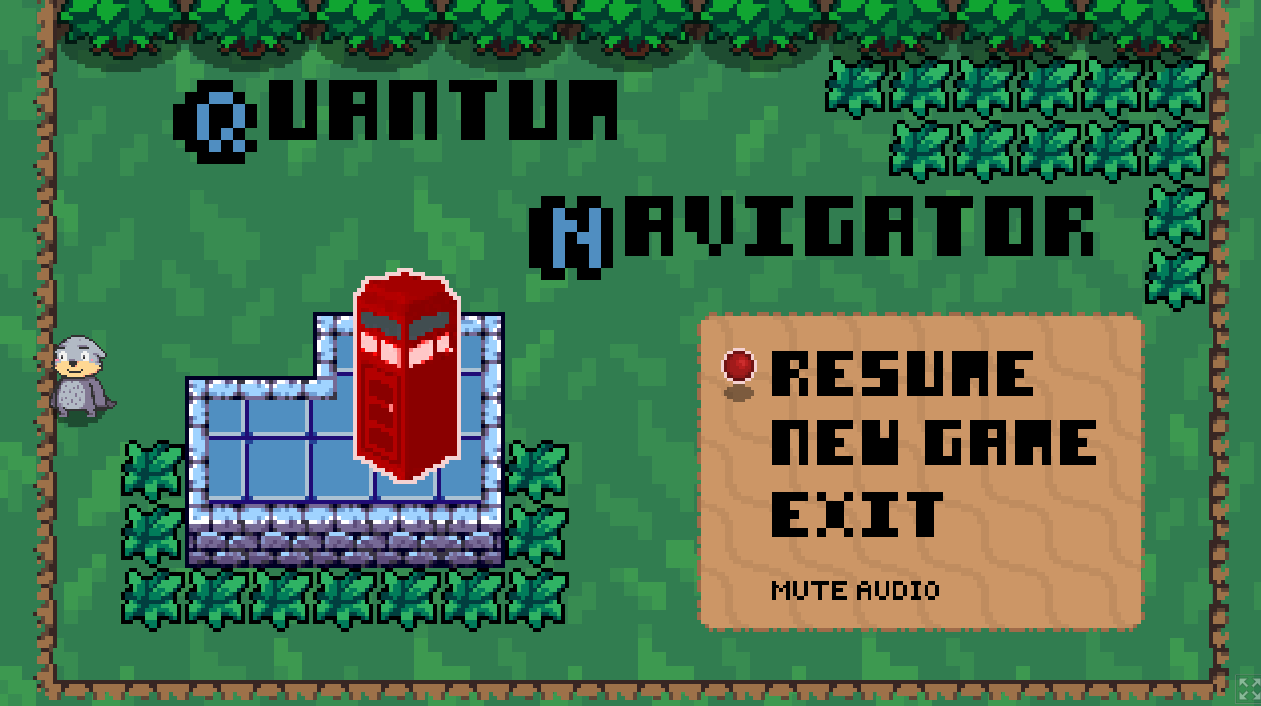 QUANTUM
NAVIGATOR
RESUME
NEW GAME
EXIT
MUTE AUDIO